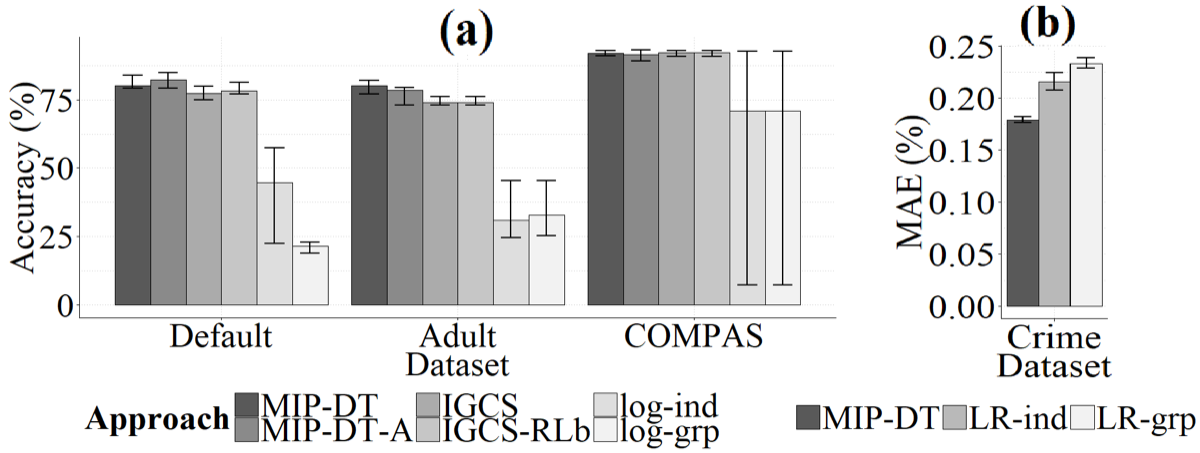 (a)
Accuracy (%)
75
50
25
0
Default
Adult
COMPAS
Dataset
Approach
MIP-DT
IGCS
log-ind
MIP-DT-A
IGCS-RLb
log-grp
(b)
MAE (%)
0.25
0.20
0.15
0.10
0.05
0.00
Crime
Dataset
MIP-DT
LR-ind
LR-grp